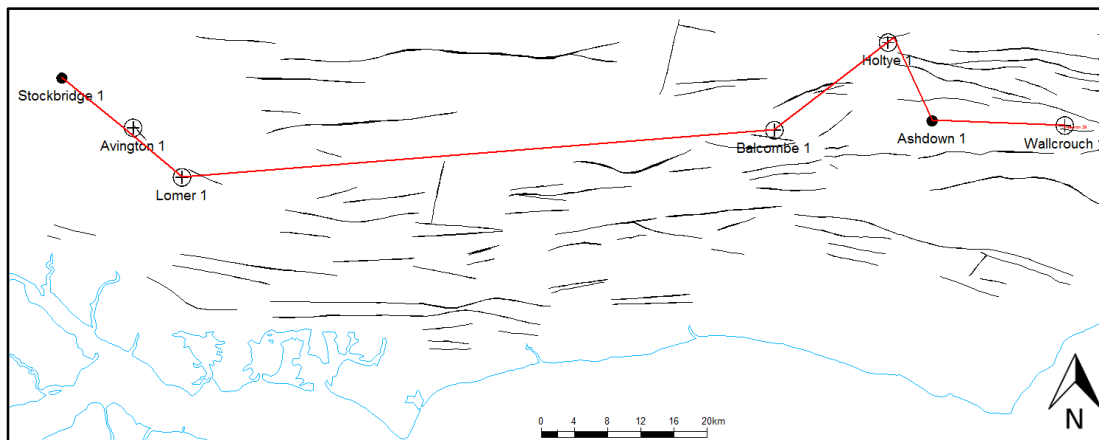 Holtye 1
Stockbridge 1
Avington 1
Balcombe 1
Ashdown 1
Wallcrouch 1
Lomer 1
0 4 8 12 16 20km
N